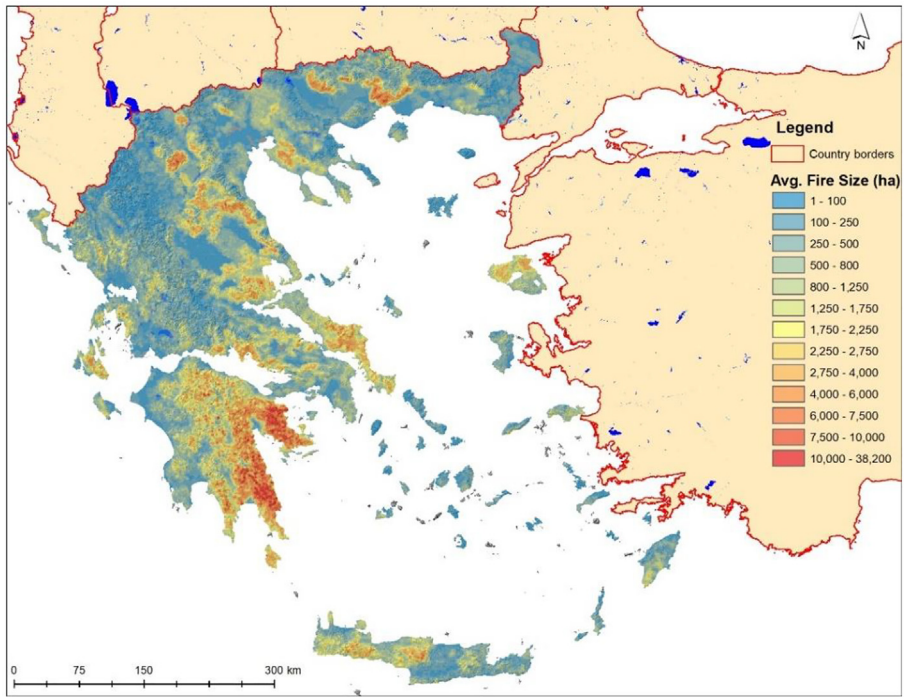 N
Legend
Country borders
Avg. Fire Size (ha)
1 - 100
100 - 250
250 - 500
500 - 800
800 - 1,250
1,250 - 1,750
1,750 - 2,250
2,250 - 2,750
2,750 - 4,000
4,000 - 6,000
6,000 - 7,500
7,500 - 10,000
10,000 - 38,200
0 75 150 300 km